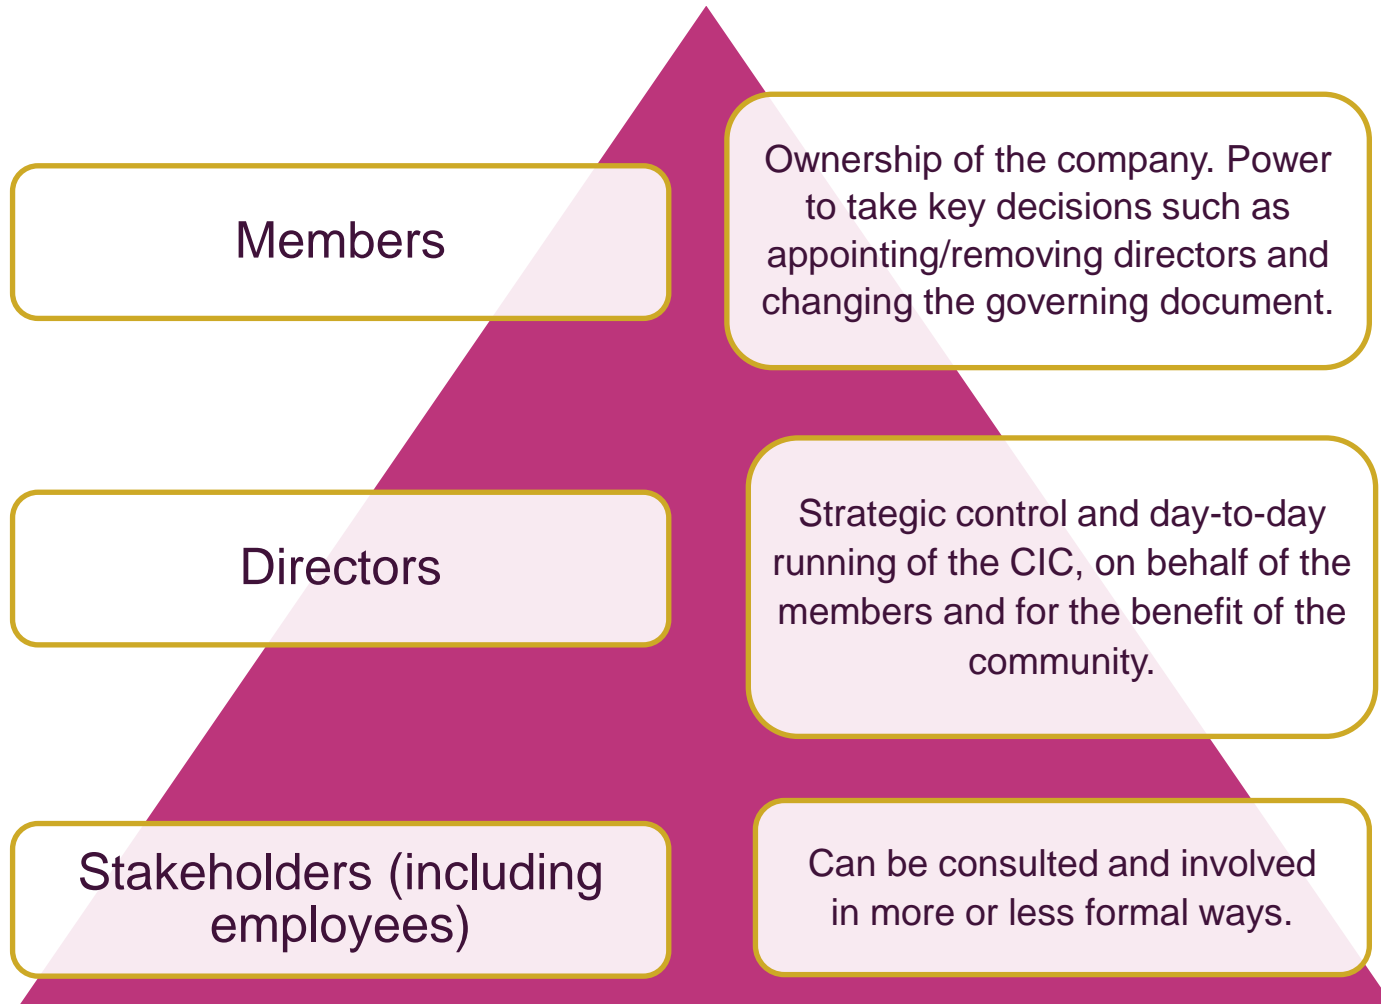 Members
Ownership of the company. Power
to take key decisions such as
appointing/removing directors and
changing the governing document.
Directors
Strategic control and day-to-day
running of the CIC, on behalf of the
members and for the benefit of the
community.
Stakeholders (including
employees)
Can be consulted and involved
in more or less formal ways.